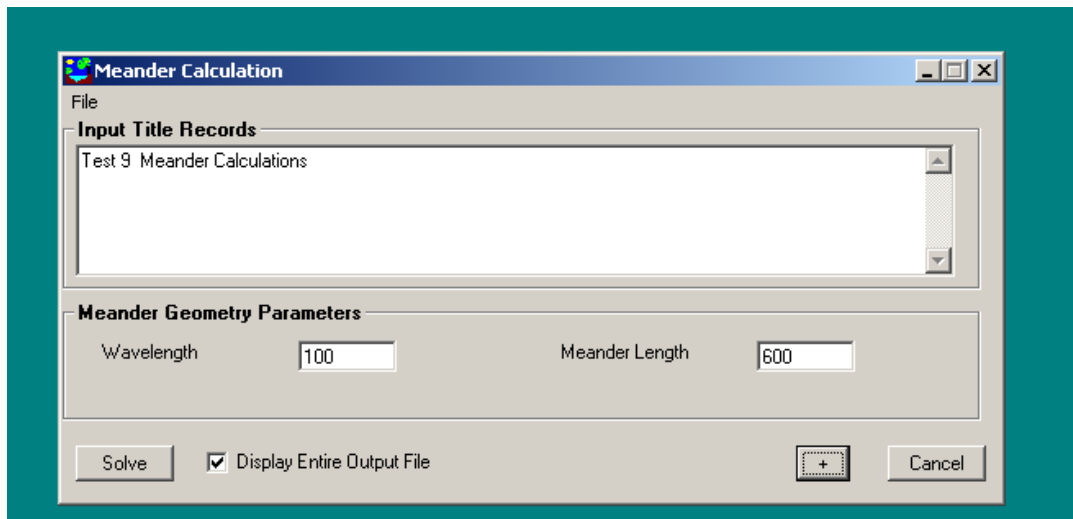 Meander Calculation
File
Input Title Records
Test 9  Meander Calculations
Meander Geometry Parameters
Wavelength 100 Meander Length 600
Solve Display Entire Output File + Cancel